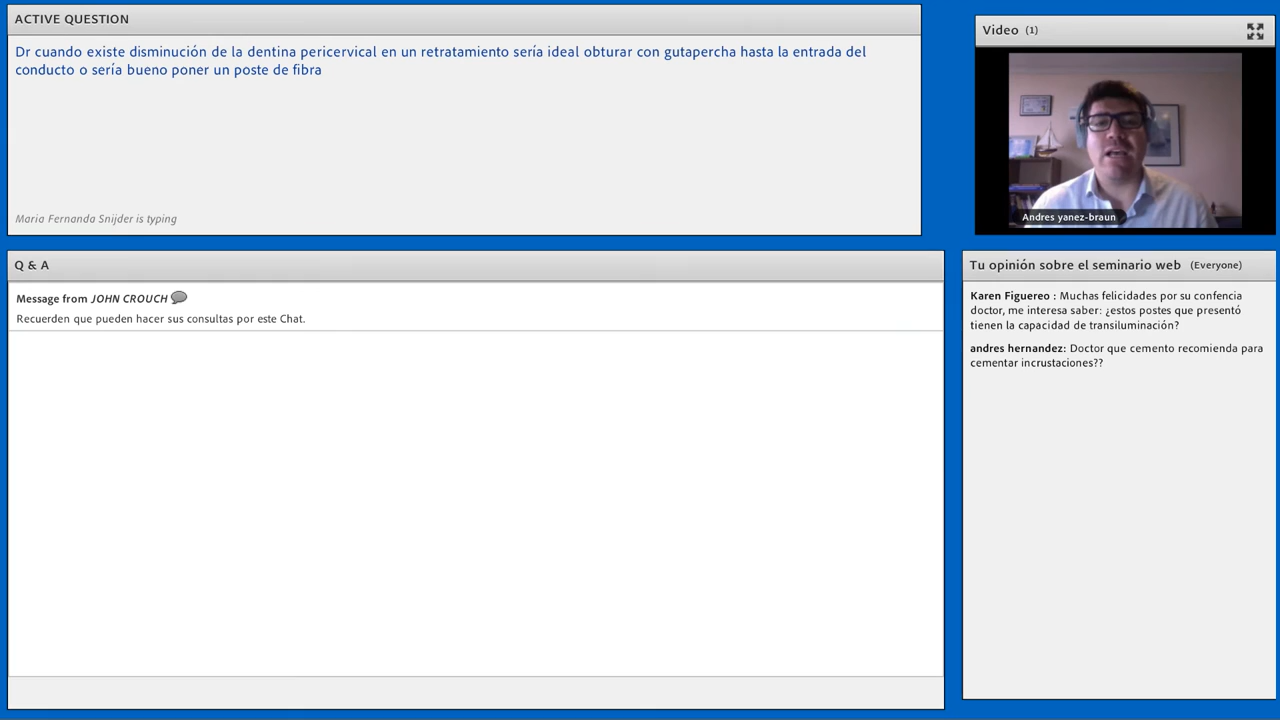 ACTIVE QUESTION
Dr cuando existe disminución de la dentina pericervical en un retratamiento sería ideal obturar con gutapercha hasta la entrada del
conducto o sería bueno poner un poste de fibra
Maria Fernanda Snijder is typing
Video (1)
Andres yanez-braun
Q & A
Message from JOHN CROUCH
Recuerden que pueden hacer sus consultas por este Chat.
Tu opinión sobre el seminario web (Everyone)
Karen Figuereo : Muchas felicidades por su confencia
doctor, me interesa saber: ¿estos postes que presentó
tienen la capacidad de transiluminación?
andres hernandez: Doctor que cemento recomienda para
cementar incrustaciones??